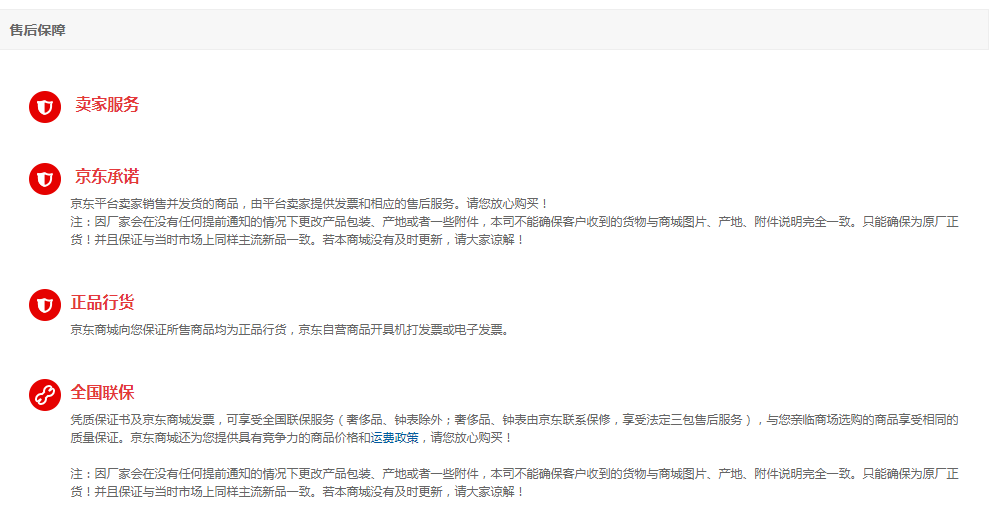 售后保障
卖家服务
京东承诺
京东平台卖家销售并发货的商品，由平台卖家提供发票和相应的售后服务。请您放心购买！
注：因厂家会在没有任何提前通知的情况下更改产品包装、产地或者一些附件，本司不能确保客户收到的货物与商城图片、产地、附件说明完全一致。只能确保为原厂正
货！并且保证与当时市场上同样主流新品一致。若本商城没有及时更新，请大家谅解！
正品行货
京东商城向您保证所售商品均为正品行货，京东自营商品开具机打发票或电子发票。
全国联保
凭质保证书及京东商城发票，可享受全国联保服务（奢侈品、钟表除外；奢侈品、钟表由京东联系保修，享受法定三包售后服务），与您亲临商场选购的商品享受相同的
质量保证。京东商城还为您提供具有竞争力的商品价格和运费政策，请您放心购买！
注：因厂家会在没有任何提前通知的情况下更改产品包装、产地或者一些附件，本司不能确保客户收到的货物与商城图片、产地、附件说明完全一致。只能确保为原厂正
货！并且保证与当时市场上同样主流新品一致。若本商城没有及时更新，请大家谅解！